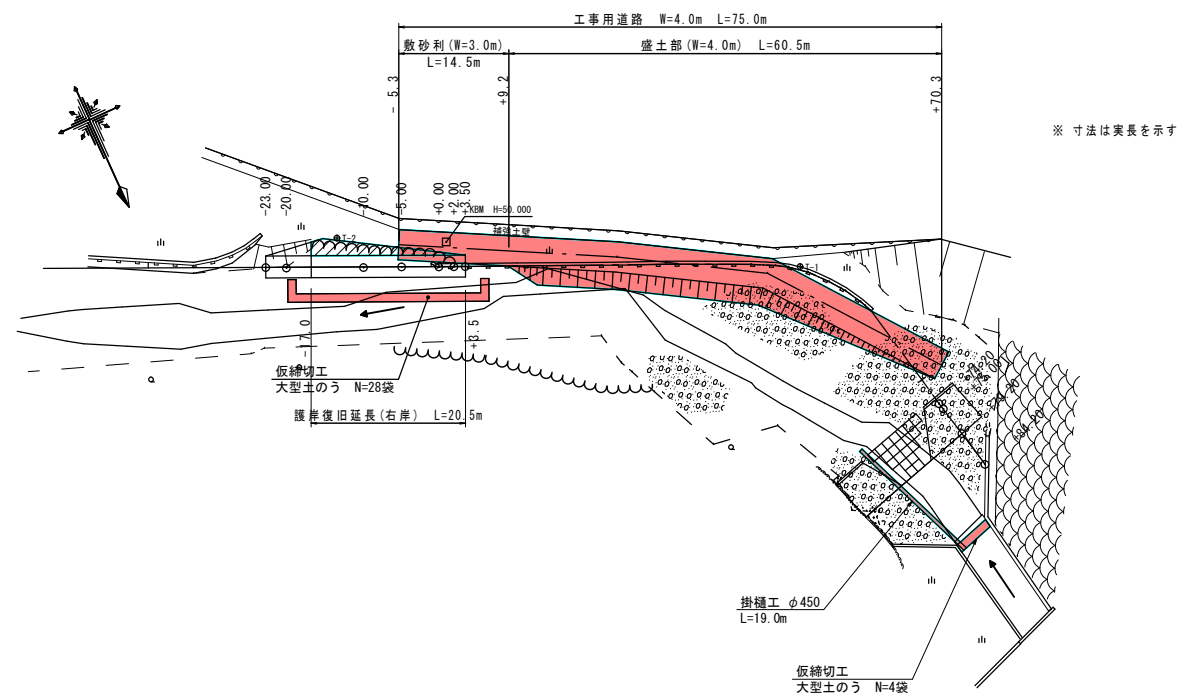 工事用道路 W=4.0m L=75.0m
敷砂利(W=3.0m)
L=14.5m
盛土部(W=4.0m) L=60.5m
-5.3
+9.2
+70.3
※ 寸法は実長を示す
-23.00
-20.00
-10.00
-5.00
+0.00
+2.00
+3.50
KBM H=50.000
補強土壁
T-2
T-1
-17.0
+3.5
仮締切工
大型土のう N=28袋
護岸復旧延長(右岸) L=20.5m
+84.20
掛樋工 φ450
L=19.0m
仮締切工
大型土のう N=4袋